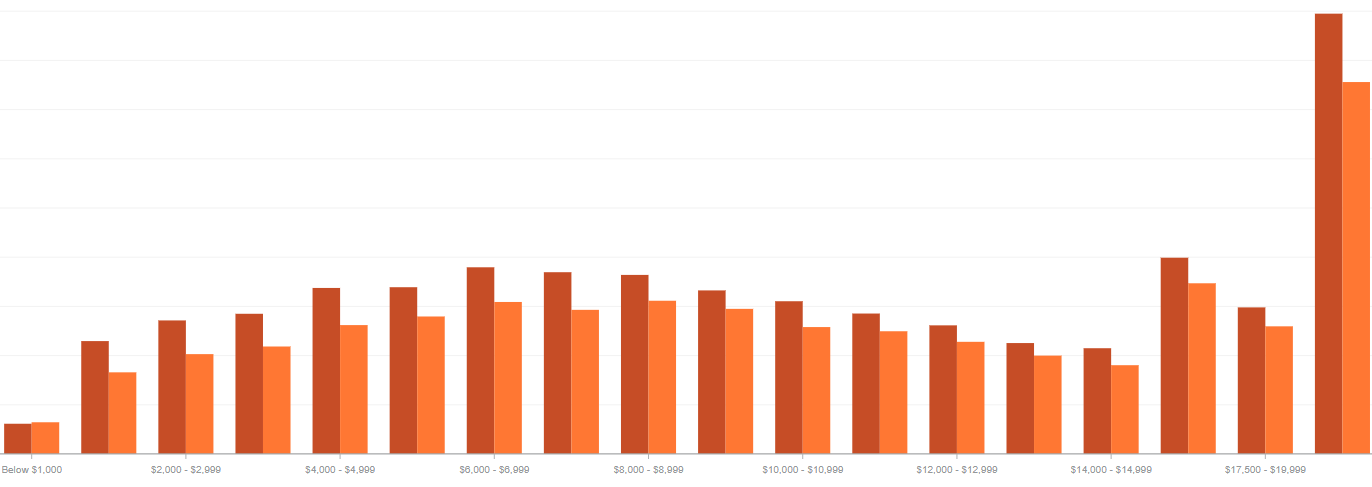 Below $1,000
$2,000 - $2,999
$4,000 - $4,999
$6,000 - $6,999
$8,000 - $8,999
$10,000 - $10,999
$12,000 - $12,999
$14,000 - $14,999
$17,500 - $19,999